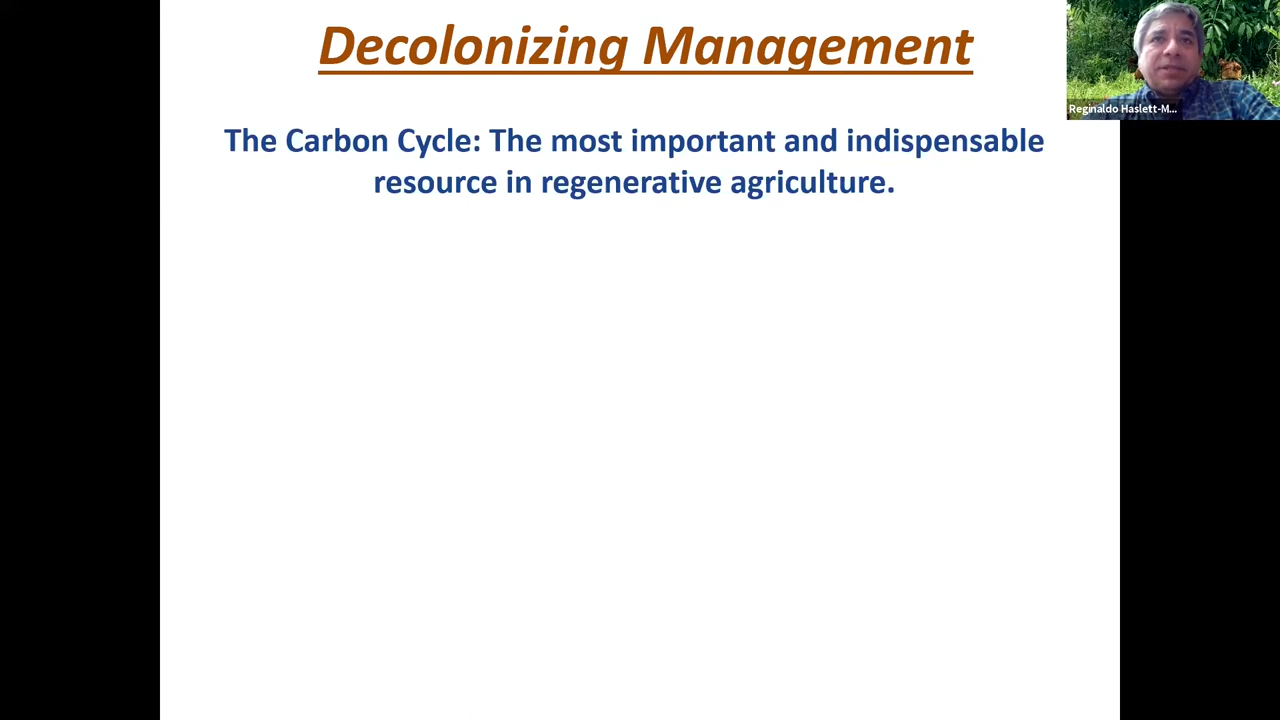 Decolonizing Management
The Carbon Cycle: The most important and indispensable
resource in regenerative agriculture.
Reginaldo Haslett-M...